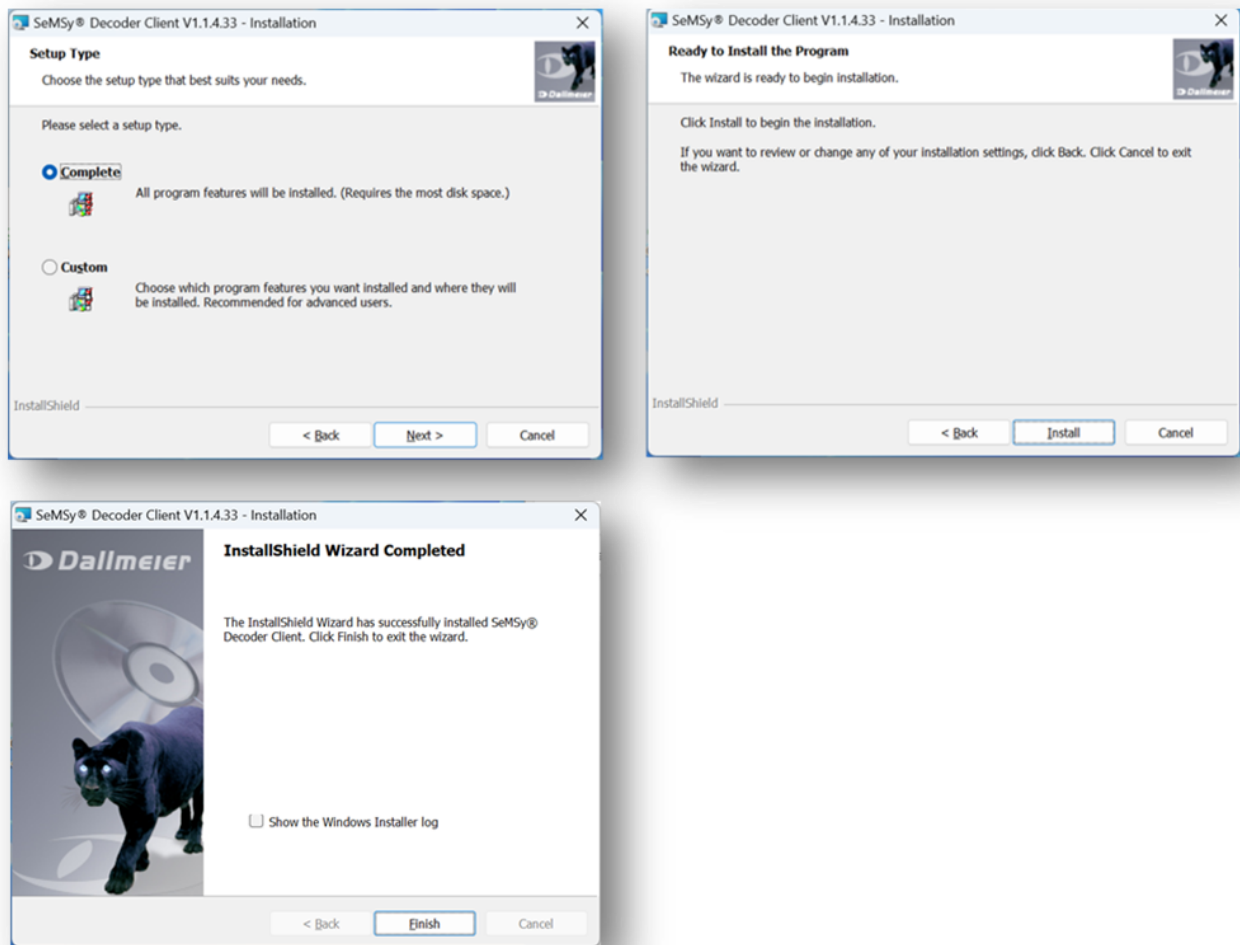 SeMSy® Decoder Client V1.1.4.33 - Installation
Setup Type
Choose the setup type that best suits your needs.
Dallmeier
Please select a setup type.
Complete
All program features will be installed. (Requires the most disk space.)
Custom
Choose which program features you want installed and where they will
be installed. Recommended for advanced users.
InstallShield
< Back
Next >
Cancel
SeMSy® Decoder Client V1.1.4.33 - Installation
Ready to Install the Program
The wizard is ready to begin installation.
Dallmeier
Click Install to begin the installation.
If you want to review or change any of your installation settings, click Back. Click Cancel to exit
the wizard.
InstallShield
< Back
Install
Cancel
SeMSy® Decoder Client V1.1.4.33 - Installation
Dallmeier
InstallShield Wizard Completed
The InstallShield Wizard has successfully installed SeMSy®
Decoder Client. Click Finish to exit the wizard.
Show the Windows Installer log
< Back
Finish
Cancel